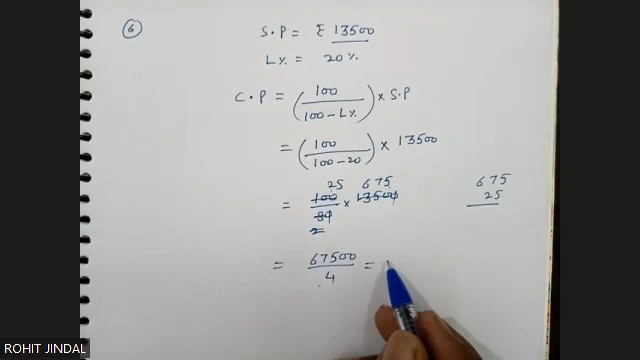 6
S.P = ₹ 13500
L% = 20%
C.P = (100 / 100 - L%) × S.P
= (100 / 100 - 20) × 13500
25 675
= 100 / 80 × 13500
2
675
25
= 67500 / 4 =
ROHIT JINDAL